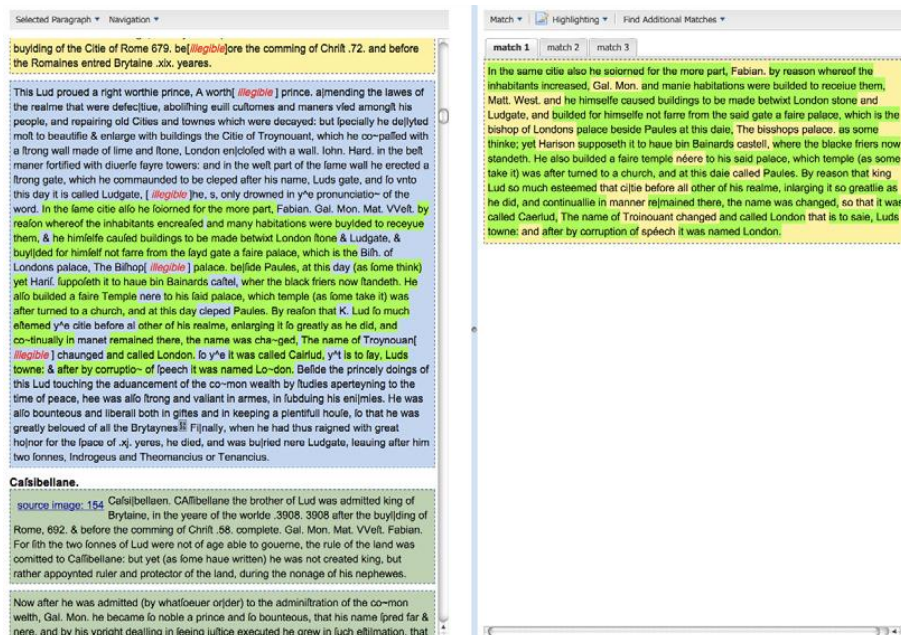 Selected Paragraph ▾ Navigation ▾
buylding of the Citie of Rome 679. be[illegible]ore the comming of Chriſt .72. and before
the Romaines entred Brytaine .xix. yeares.
This Lud proued a right worthie prince, A worth[ illegible ] prince. a|mending the lawes of
the realme that were defec|tiue, aboliſhing euill cuſtomes and maners vſed amongſt his
people, and repairing old Cities and townes which were decayed: but ſpecially he de|lyted
moſt to beautifie & enlarge with buildings the Citie of Troynouant, which he co~paſſed with
a ſtrong wall made of lime and ſtone, London en|cloſed with a wall. Iohn. Hard. in the beſt
maner fortified with diuerſe fayre towers: and in the weſt part of the ſame wall he erected a
ſtrong gate, which he commaunded to be cleped after his name, Luds gate, and ſo vnto
this day it is called Ludgate, [ illegible ]he, s, only drowned in y^e pronunciatio~ of the
word. In the ſame citie alſo he ſoiorned for the more part, Fabian. Gal. Mon. Mat. VVeſt. by
reaſon whereof the inhabitants encreaſed and many habitations were buylded to receyue
them, & he himſelfe cauſed buildings to be made betwixt London ſtone & Ludgate, &
buyl|ded for himſelf not farre from the ſayd gate a faire palace, which is the Biſh. of
Londons palace, The Biſhop[ illegible ] palace. be|ſide Paules, at this day (as ſome think)
yet Hariſ. ſuppoſeth it to haue bin Bainards caſtel, wher the black friers now ſtandeth. He
alſo builded a faire Temple nere to his ſaid palace, which temple (as ſome take it) was
after turned to a church, and at this day cleped Paules. By reaſon that K. Lud ſo much
eſtemed y^e citie before al other of his realme, enlarging it ſo greatly as he did, and
co~tinually in manet remained there, the name was cha~ged, The name of Troynouan[
illegible ] chaunged and called London. ſo y^e it was called Cairlud, y^t is to ſay, Luds
towne: & after by corruptio~ of ſpeech it was named Lo~don. Beſide the princely doings of
this Lud touching the aduancement of the co~mon wealth by ſtudies aperteyning to the
time of peace, hee was alſo ſtrong and valiant in armes, in ſubduing his eni|mies. He was
alſo bounteous and liberall both in giftes and in keeping a plentifull houſe, ſo that he was
greatly beloued of all the Brytaynes Fi|nally, when he had thus raigned with great
ho|nor for the ſpace of .xj. yeres, he died, and was bu|ried nere Ludgate, leauing after him
two ſonnes, Indrogeus and Theomancius or Tenancius.
Caſsibellane.
source image: 154 Caſsi|bellaen. CAſſibellane the brother of Lud was admitted king of
Brytaine, in the yeare of the worlde .3908. 3908 after the buyl|ding of
Rome, 692. & before the comming of Chriſt .58. complete. Gal. Mon. Mat. VVeſt. Fabian.
For ſith the two ſonnes of Lud were not of age able to gouerne, the rule of the land was
comitted to Caſſibellane: but yet (as ſome haue written) he was not created king, but
rather appoynted ruler and protector of the land, during the nonage of his nephewes.
Now after he was admitted (by whatſoeuer or|der) to the adminiſtration of the co~mon
welth, Gal. Mon. he became ſo noble a prince and ſo bounteous, that his name ſpred far &
nere, and by his vpright dealling in ſeeing iuſtice executed he grew in ſuch eſtimation, that
Match ▾ Highlighting ▾ Find Additional Matches ▾
match 1 match 2 match 3
In the same citie also he soiorned for the more part, Fabian. by reason whereof the
inhabitants increased, Gal. Mon. and manie habitations were builded to receiue them,
Matt. West. and he himselfe caused buildings to be made betwixt London stone and
Ludgate, and builded for himselfe not farre from the said gate a faire palace, which is the
bishop of Londons palace beside Paules at this daie, The bisshops palace. as some
thinke; yet Harison supposeth it to haue bin Bainards castell, where the blacke friers now
standeth. He also builded a faire temple néere to his said palace, which temple (as some
take it) was after turned to a church, and at this daie called Paules. By reason that king
Lud so much esteemed that ci|tie before all other of his realme, inlarging it so greatlie as
he did, and continuallie in manner re|mained there, the name was changed, so that it was
called Caerlud, The name of Troinouant changed and called London that is to saie, Luds
towne: and after by corruption of spéech it was named London.